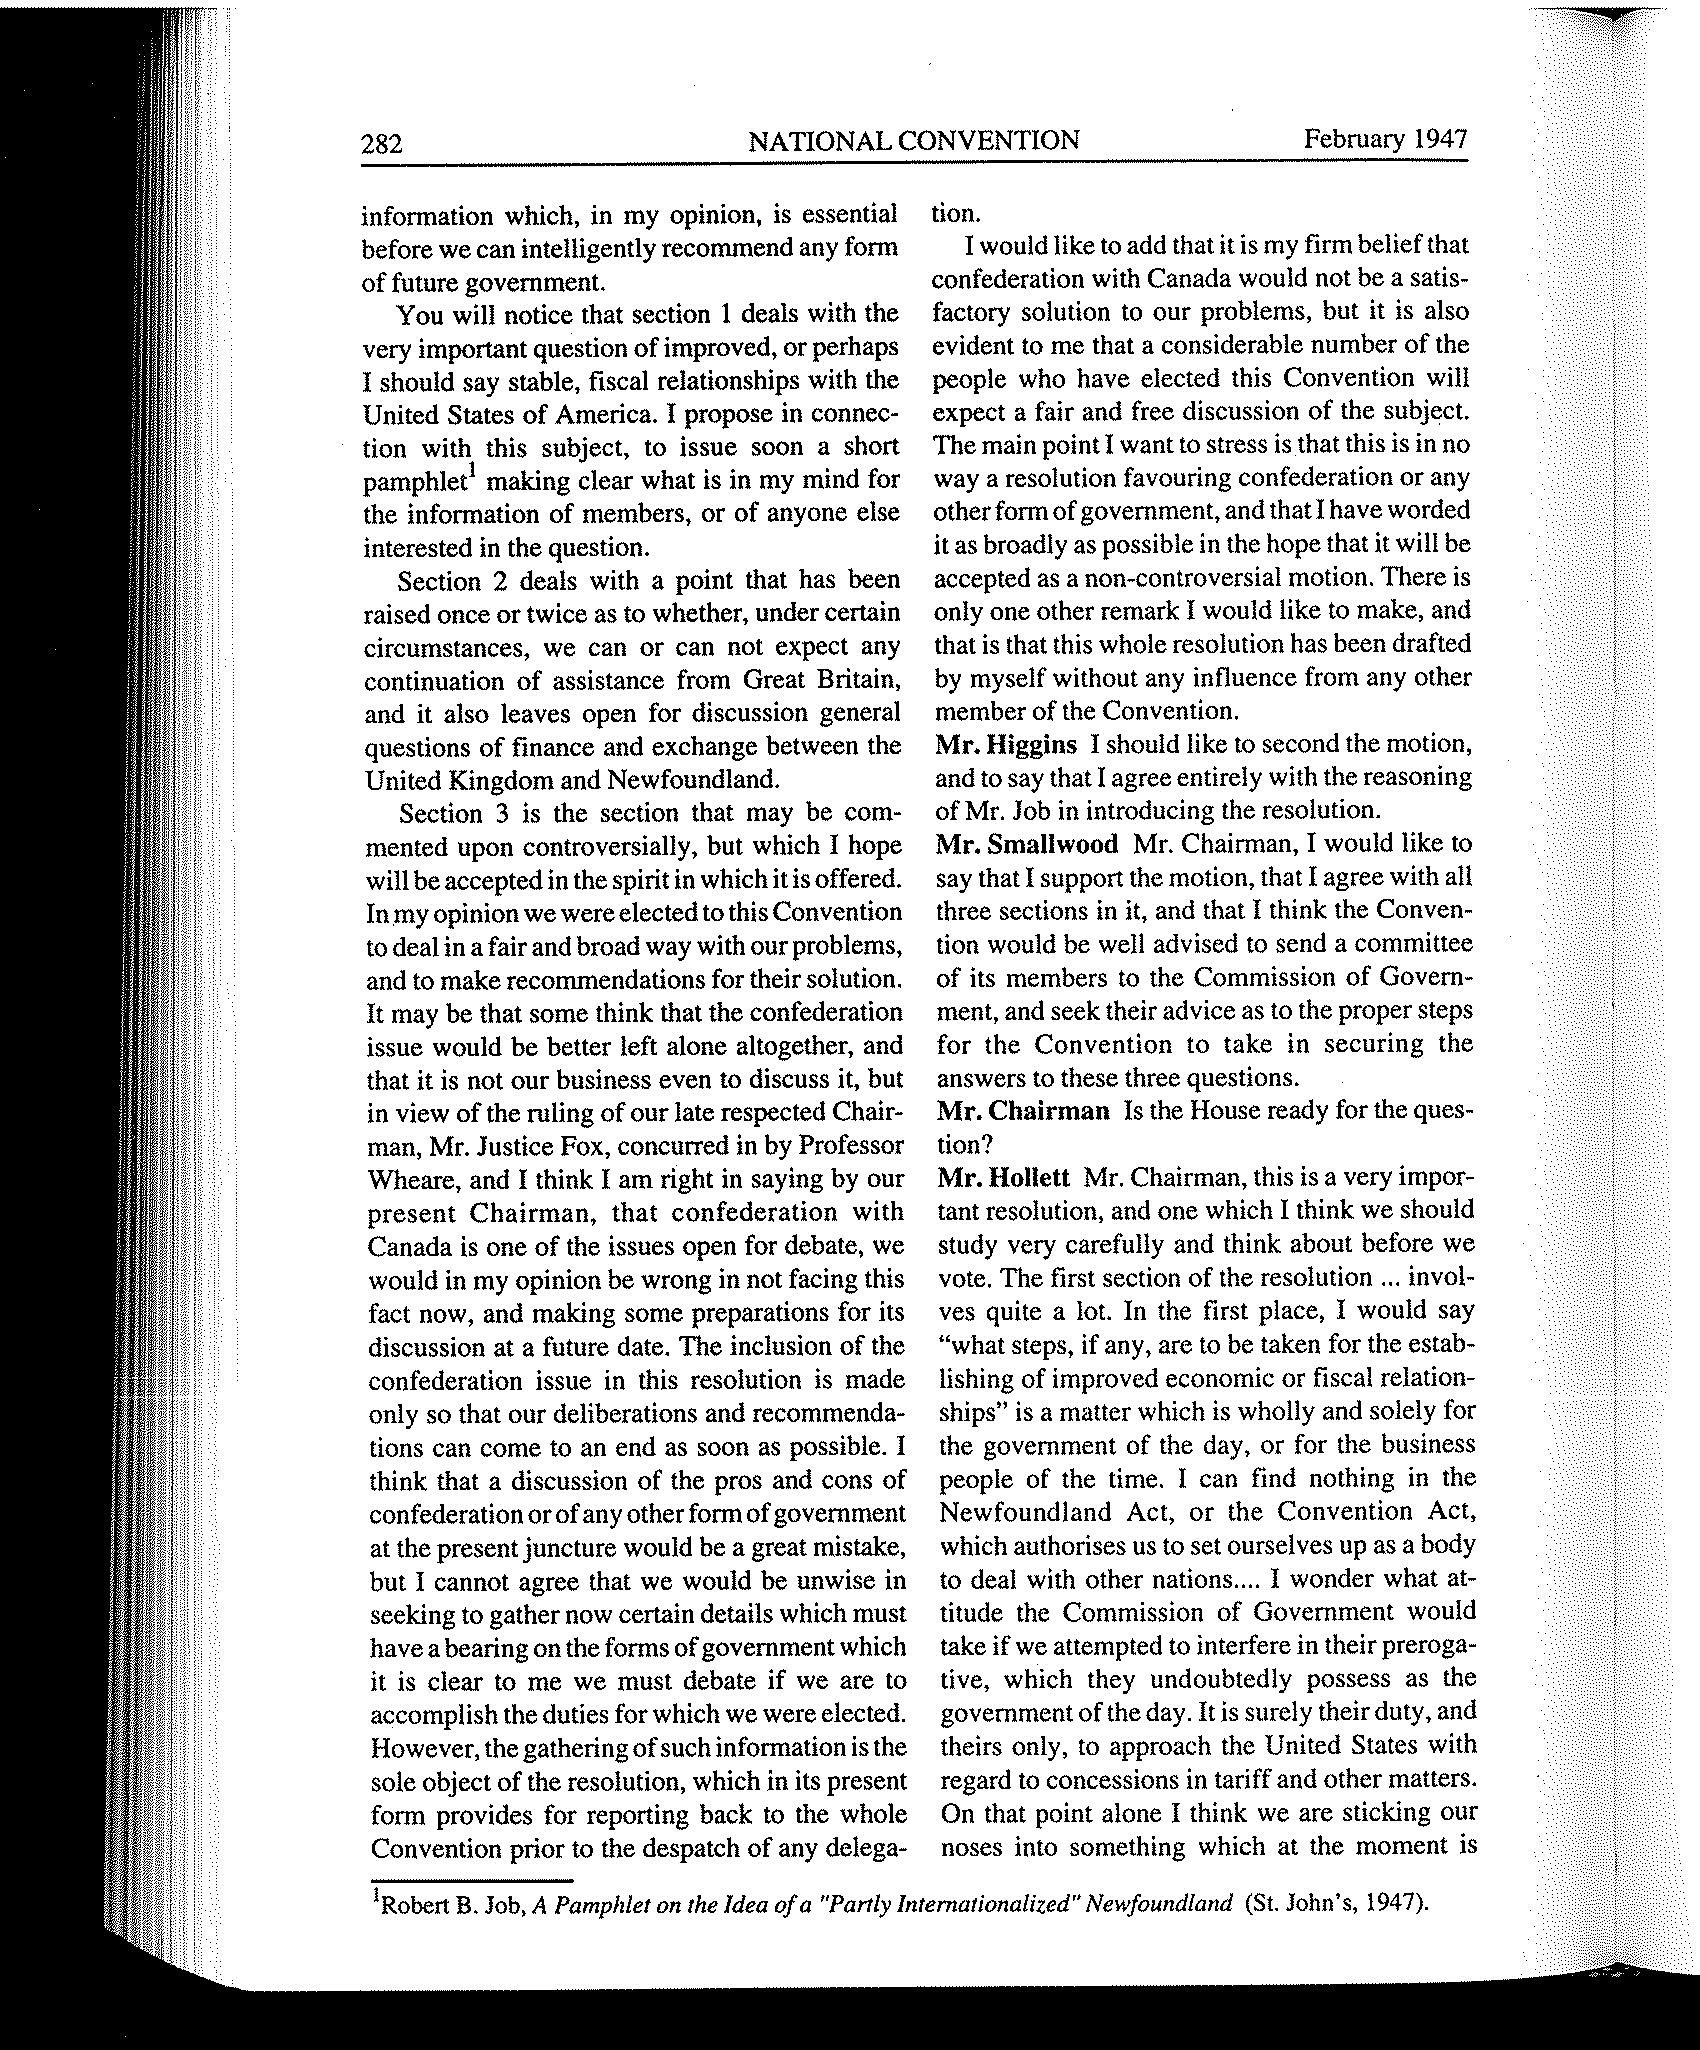 282 NATIONAL CONVENTION February 1947
information which, in my opinion, is essential
before we can intelligently recommend any form
of future government.
You will notice that section 1 deals with the
very important question of improved, or perhaps
I should say stable, fiscal relationships with the
United States of America. I propose in connec-
tion with this subject, to issue soon a short
pamphlet1 making clear what is in my mind for
the information of members, or of anyone else
interested in the question.
Section 2 deals with a point that has been
raised once or twice as to whether, under certain
circumstances, we can or can not expect any
continuation of assistance from Great Britain,
and it also leaves open for discussion general
questions of finance and exchange between the
United Kingdom and Newfoundland.
Section 3 is the section that may be com-
mented upon controversially, but which I hope
will be accepted in the spirit in which it is offered.
In my opinion we were elected to this Convention
to deal in a fair and broad way with our problems,
and to make recommendations for their solution.
It may be that some think that the confederation
issue would be better left alone altogether, and
that it is not our business even to discuss it, but
in view of the ruling of our late respected Chair-
man, Mr. Justice Fox, concurred in by Professor
Wheare, and I think I am right in saying by our
present Chairman, that confederation with
Canada is one of the issues open for debate, we
would in my opinion be wrong in not facing this
fact now, and making some preparations for its
discussion at a future date. The inclusion of the
confederation issue in this resolution is made
only so that our deliberations and recommenda-
tions can come to an end as soon as possible. I
think that a discussion of the pros and cons of
confederation or of any other form of government
at the present juncture would be a great mistake,
but I cannot agree that we would be unwise in
seeking to gather now certain details which must
have a bearing on the forms of government which
it is clear to me we must debate if we are to
accomplish the duties for which we were elected.
However, the gathering of such information is the
sole object of the resolution, which in its present
form provides for reporting back to the whole
Convention prior to the despatch of any delega-
tion.
I would like to add that it is my firm belief that
confederation with Canada would not be a satis-
factory solution to our problems, but it is also
evident to me that a considerable number of the
people who have elected this Convention will
expect a fair and free discussion of the subject.
The main point I want to stress is that this is in no
way a resolution favouring confederation or any
other form of government, and that I have worded
it as broadly as possible in the hope that it will be
accepted as a non-controversial motion. There is
only one other remark I would like to make, and
that is that this whole resolution has been drafted
by myself without any influence from any other
member of the Convention.
Mr. Higgins I should like to second the motion,
and to say that I agree entirely with the reasoning
of Mr. Job in introducing the resolution.
Mr. Smallwood Mr. Chairman, I would like to
say that I support the motion, that I agree with all
three sections in it, and that I think the Conven-
tion would be well advised to send a committee
of its members to the Commission of Govern-
ment, and seek their advice as to the proper steps
for the Convention to take in securing the
answers to these three questions.
Mr. Chairman Is the House ready for the ques-
tion?
Mr. Hollett Mr. Chairman, this is a very impor-
tant resolution, and one which I think we should
study very carefully and think about before we
vote. The first section of the resolution ... invol-
ves quite a lot. In the first place, I would say
“what steps, if any, are to be taken for the estab-
lishing of improved economic or fiscal relation-
ships” is a matter which is wholly and solely for
the government of the day, or for the business
people of the time. I can find nothing in the
Newfoundland Act, or the Convention Act,
which authorises us to set ourselves up as a body
to deal with other nations.... I wonder what at-
titude the Commission of Government would
take if we attempted to interfere in their preroga-
tive, which they undoubtedly possess as the
government of the day. It is surely their duty, and
theirs only, to approach the United States with
regard to concessions in tariff and other matters.
On that point alone I think we are sticking our
noses into something which at the moment is
1Robert B. Job, A Pamphlet on the Idea of a "Partly Internationalized" Newfoundland (St. John's, 1947).